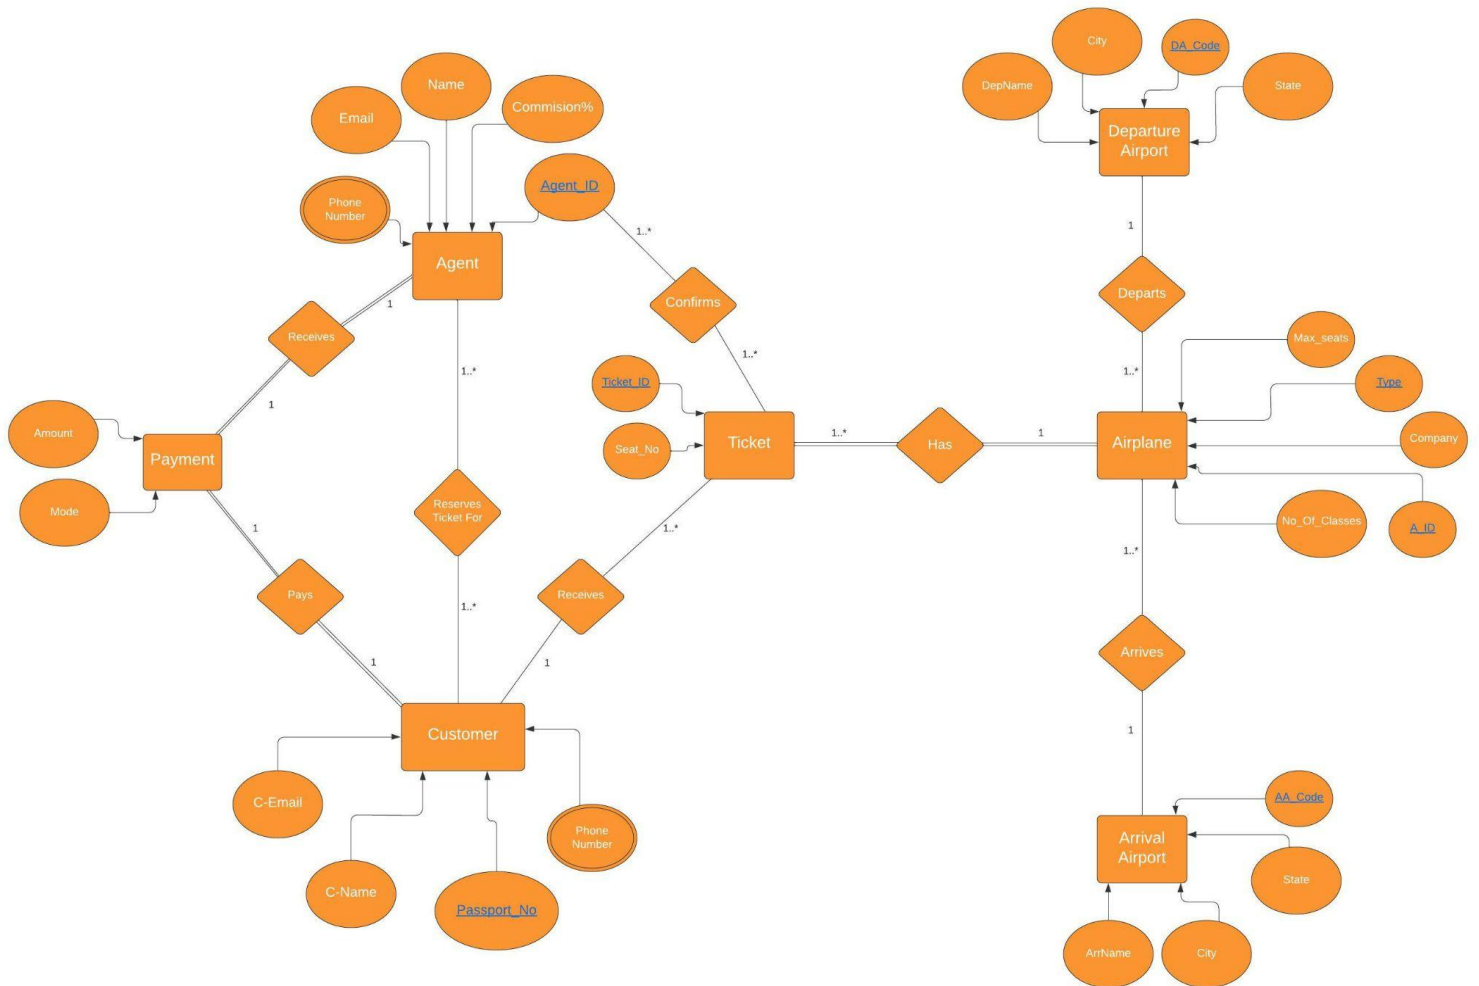 City
DA_Code
DepName
State
Departure
Airport
1
Departs
1..*
Name
Email
Commision%
Agent_ID
Phone
Number
Agent
1..*
Confirms
1..*
1
Receives
1
1..*
Reserves
Ticket For
1..*
Amount
Payment
Mode
1
Pays
1
Ticket_ID
Seat_No
Ticket
1..*
Has
1
Airplane
Max_seats
Type
Company
No_Of_Classes
A_ID
1..*
Receives
1
1..*
Arrives
1
Customer
C-Email
C-Name
Passport_No
Phone
Number
AA_Code
Arrival
Airport
State
ArrName
City